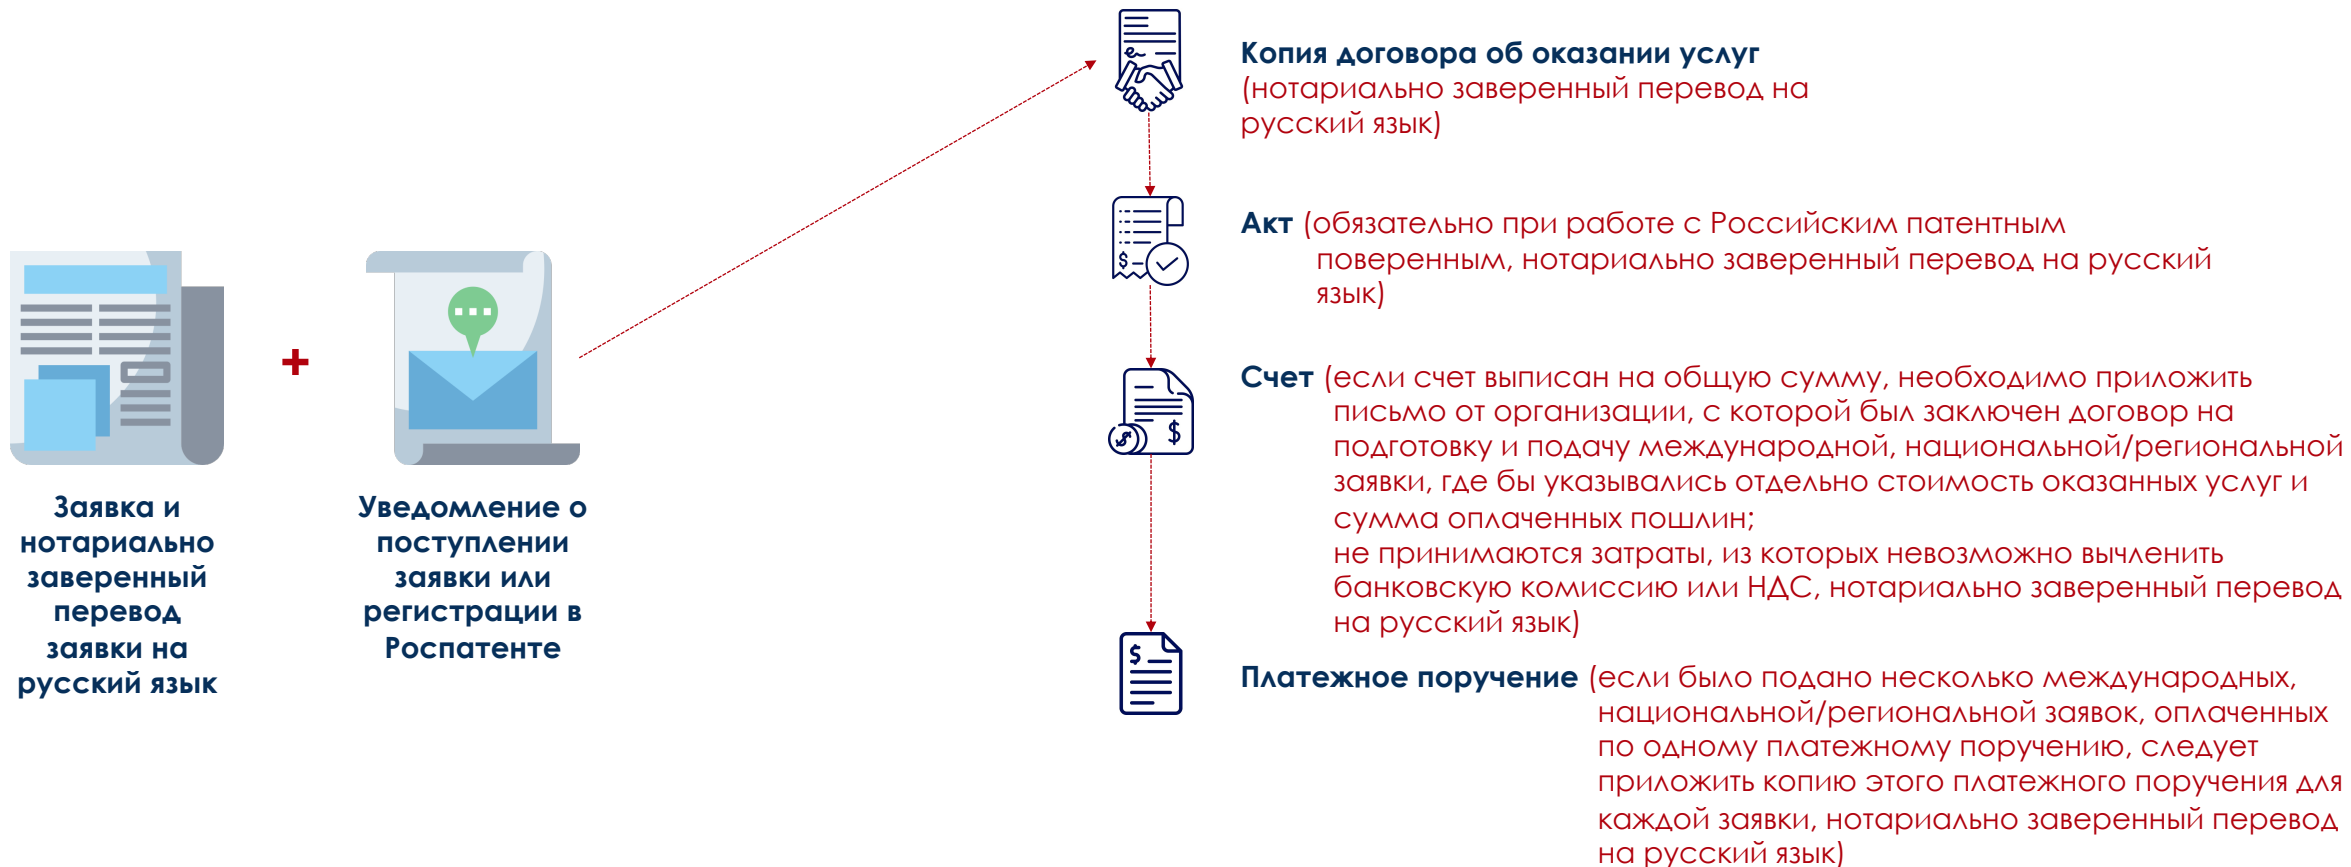 Заявка и
нотариально
заверенный
перевод
заявки на
русский язык
+
Уведомление о
поступлении
заявки или
регистрации в
Роспатенте
Копия договора об оказании услуг
(нотариально заверенный перевод на
русский язык)
Акт (обязательно при работе с Российским патентным
поверенным, нотариально заверенный перевод на русский
язык)
Счет (если счет выписан на общую сумму, необходимо приложить
письмо от организации, с которой был заключен договор на
подготовку и подачу международной, национальной/региональной
заявки, где бы указывались отдельно стоимость оказанных услуг и
сумма оплаченных пошлин;
не принимаются затраты, из которых невозможно вычленить
банковскую комиссию или НДС, нотариально заверенный перевод
на русский язык)
Платежное поручение (если было подано несколько международных,
национальной/региональной заявок, оплаченных
по одному платежному поручению, следует
приложить копию этого платежного поручения для
каждой заявки, нотариально заверенный перевод
на русский язык)